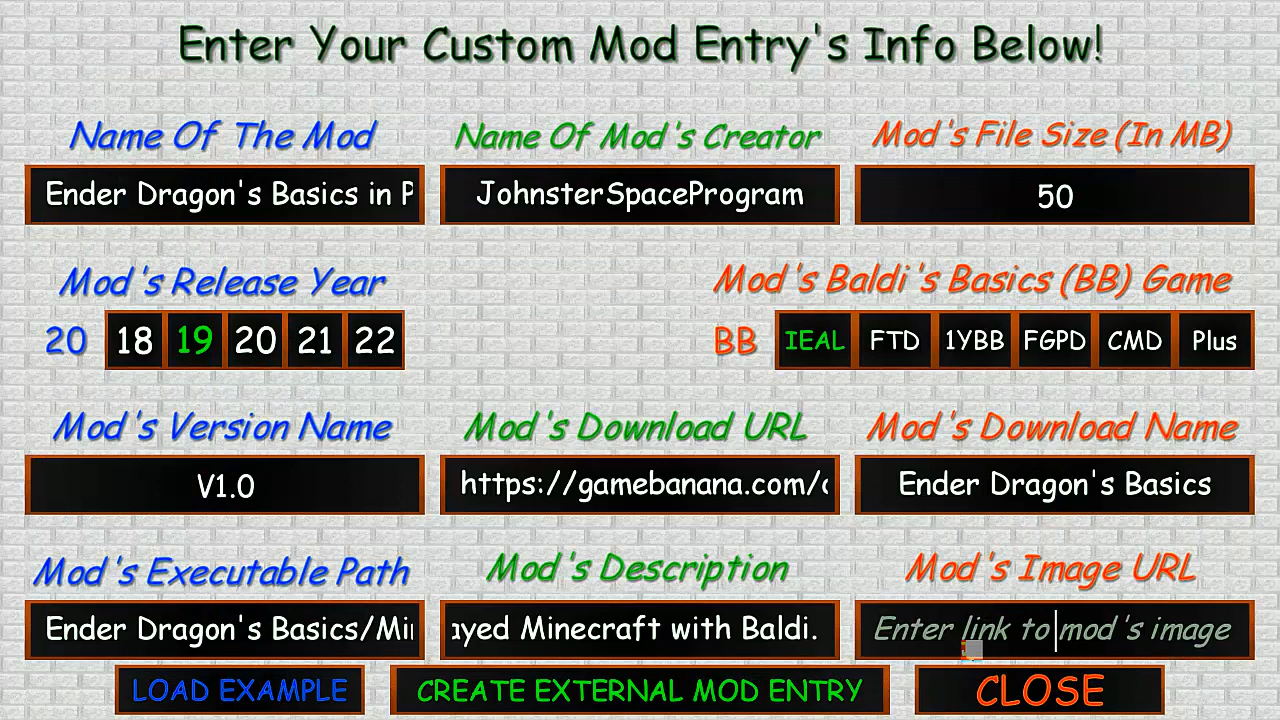 Enter Your Custom Mod Entry's Info Below!
Name Of The Mod
Name Of Mod's Creator
Mod's File Size (In MB)
Ender Dragon's Basics in P
JohnsterSpaceProgram
50
Mod's Release Year
Mod's Baldi's Basics (BB) Game
20 18 19 20 21 22
BB IEAL FTD 1YBB FGPD CMD Plus
Mod's Version Name
Mod's Download URL
Mod's Download Name
V1.0
https://gamebanana.com/
Ender Dragon's Basics
Mod's Executable Path
Mod's Description
Mod's Image URL
Ender Dragon's Basics/Mi
ayed Minecraft with Baldi.
Enter link to mod's image
LOAD EXAMPLE
CREATE EXTERNAL MOD ENTRY
CLOSE